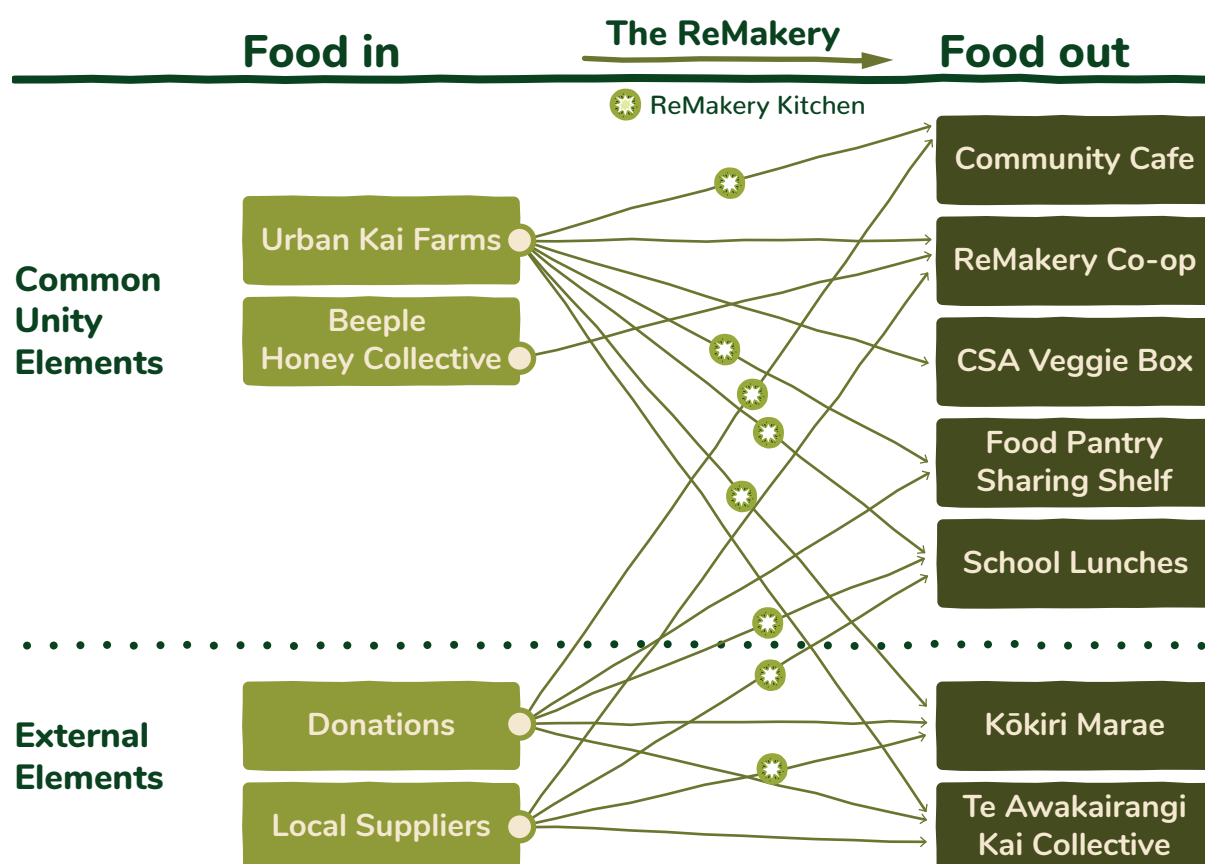 Food in
The ReMakery
Food out
ReMakery Kitchen
Common
Unity
Elements
Urban Kai Farms
Beeple
Honey Collective
Community Cafe
ReMakery Co-op
CSA Veggie Box
Food Pantry
Sharing Shelf
School Lunches
External
Elements
Donations
Local Suppliers
Kōkiri Marae
Te Awakairangi
Kai Collective